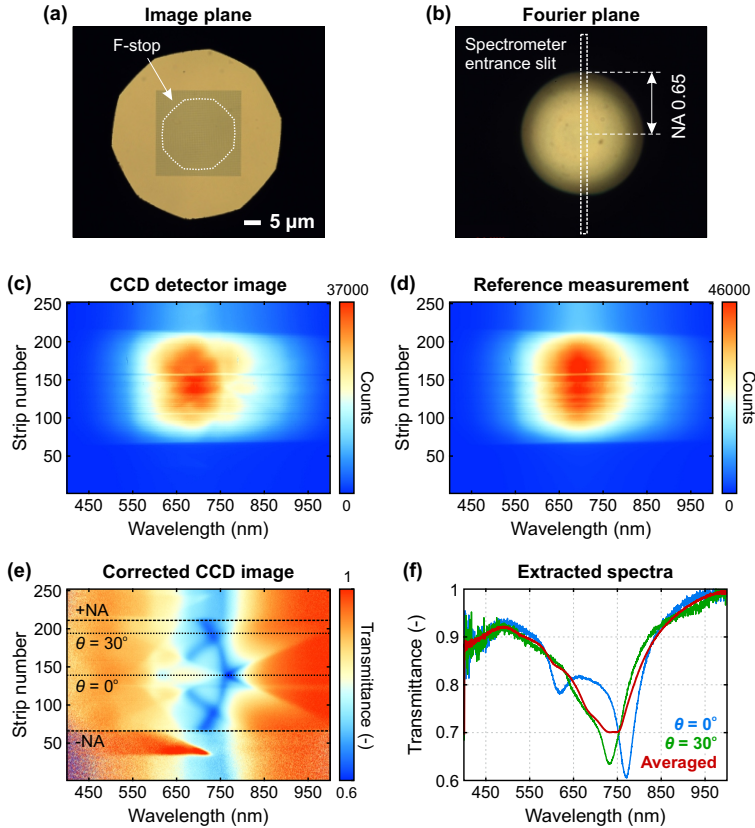 (a) Image plane
F-stop
5 µm
(b) Fourier plane
Spectrometer
entrance slit
NA 0.65
(c) CCD detector image
37000
250
200
150
100
50
Strip number
450 550 650 750 850 950
Wavelength (nm)
Counts
0
(d) Reference measurement
46000
250
200
150
100
50
Strip number
450 550 650 750 850 950
Wavelength (nm)
Counts
0
(e) Corrected CCD image
1
250
200
150
100
50
Strip number
+NA
θ = 30°
θ = 0°
-NA
450 550 650 750 850 950
Wavelength (nm)
Transmittance (-)
0.6
(f) Extracted spectra
1
0.9
0.8
0.7
0.6
Transmittance (-)
θ = 0°
θ = 30°
Averaged
450 550 650 750 850 950
Wavelength (nm)